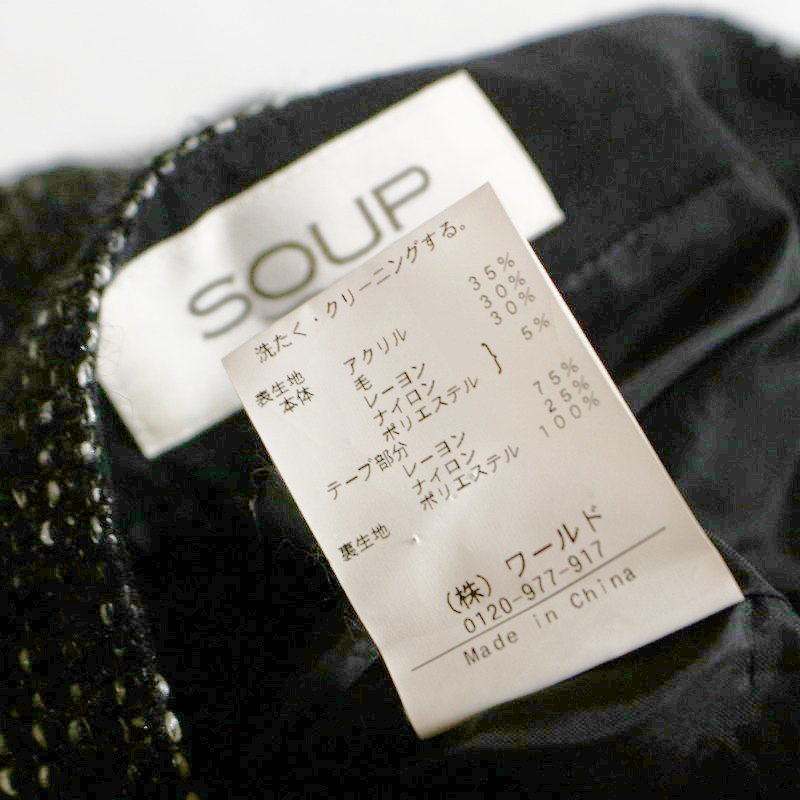 SOUP
洗たく・クリーニングする。
表生地
本体 アクリル 35%
毛 30%
レーヨン 30%
ナイロン } 5%
ポリエステル
テープ部分
レーヨン 75%
ナイロン 25%
裏生地 ポリエステル 100%
(株) ワールド
0120-977-917
Made in China